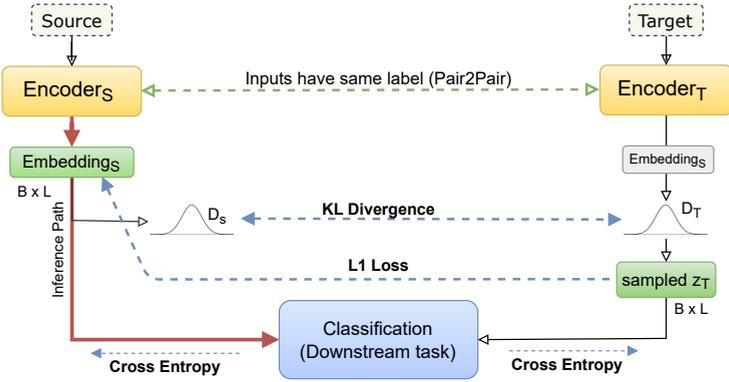 Source
Target
Encoder_S
Inputs have same label (Pair2Pair)
Encoder_T
Embedding_S
Embedding_S
B x L
Inference Path
D_s
KL Divergence
D_T
L1 Loss
sampled z_T
B x L
Classification
(Downstream task)
Cross Entropy
Cross Entropy